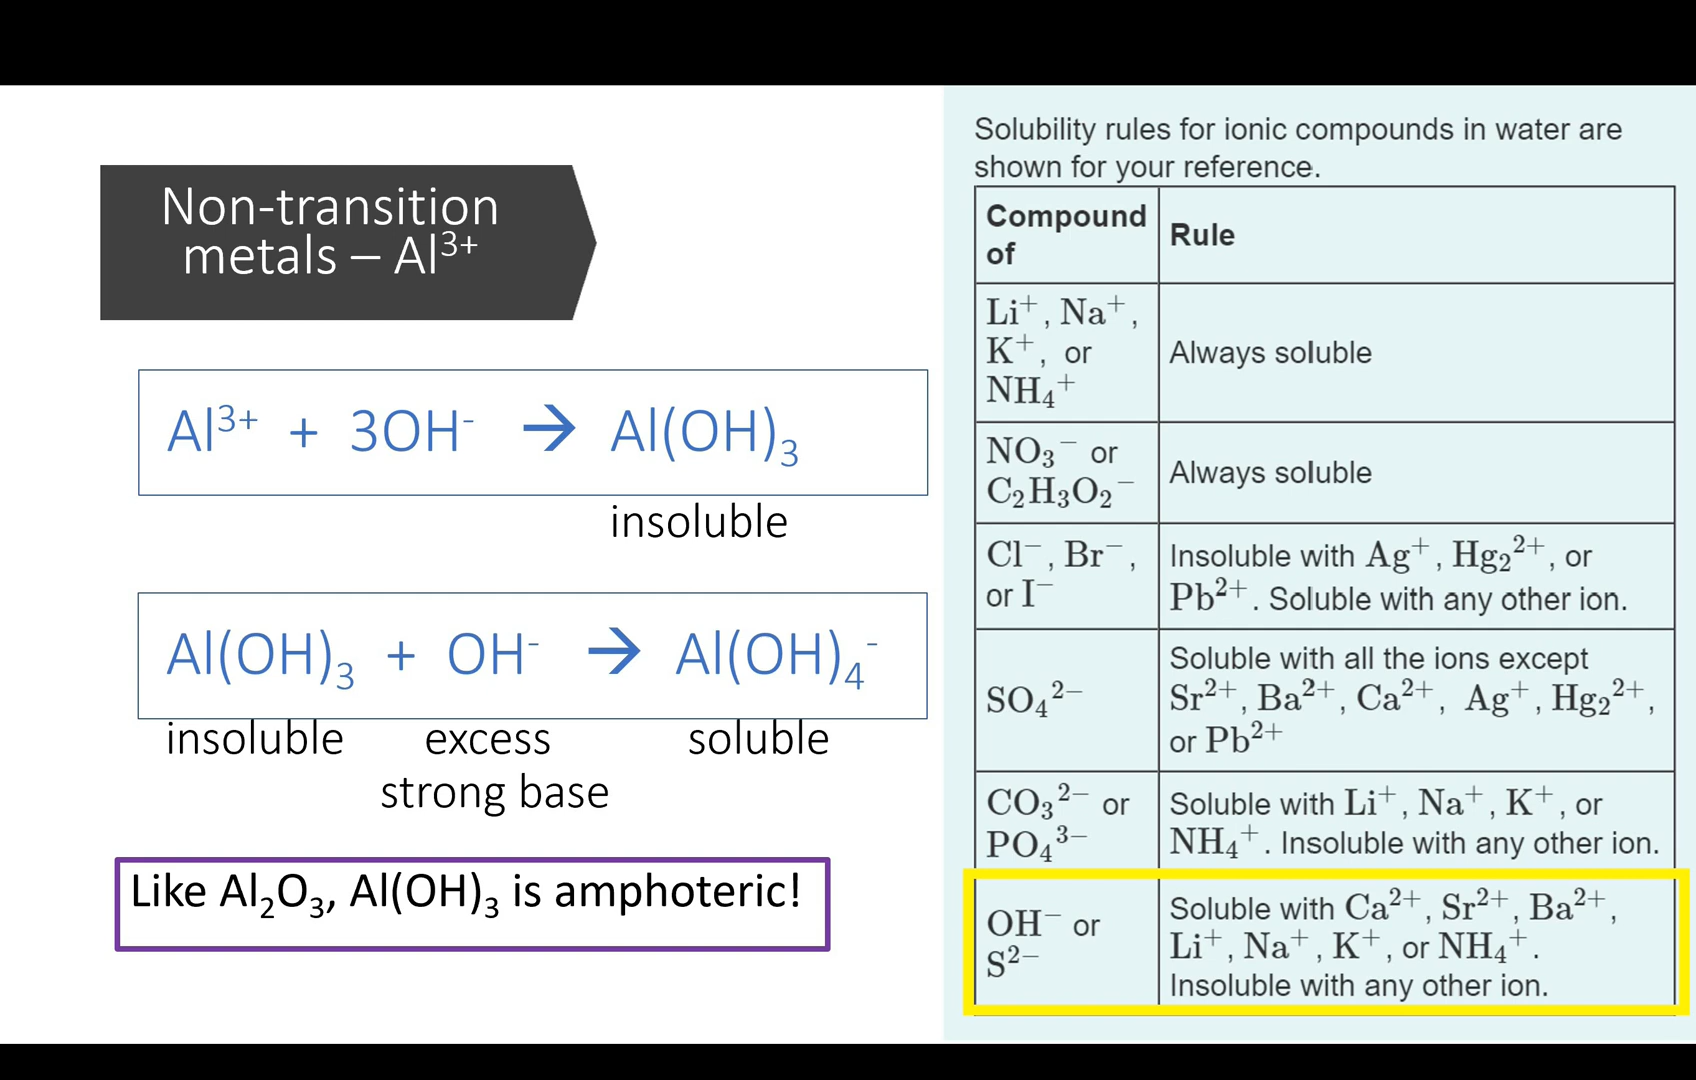 Non-transition
metals – Al³⁺
Al³⁺ + 3OH⁻ → Al(OH)₃
insoluble
Al(OH)₃ + OH⁻ → Al(OH)₄⁻
insoluble excess soluble
strong base
Like Al₂O₃, Al(OH)₃ is amphoteric!
Solubility rules for ionic compounds in water are
shown for your reference.
Compound
of
Rule
Li⁺, Na⁺,
K⁺, or
NH₄⁺
Always soluble
NO₃⁻ or
C₂H₃O₂⁻
Always soluble
Cl⁻, Br⁻,
or I⁻
Insoluble with Ag⁺, Hg₂²⁺, or
Pb²⁺. Soluble with any other ion.
SO₄²⁻
Soluble with all the ions except
Sr²⁺, Ba²⁺, Ca²⁺, Ag⁺, Hg₂²⁺,
or Pb²⁺
CO₃²⁻ or
PO₄³⁻
Soluble with Li⁺, Na⁺, K⁺, or
NH₄⁺. Insoluble with any other ion.
OH⁻ or
S²⁻
Soluble with Ca²⁺, Sr²⁺, Ba²⁺,
Li⁺, Na⁺, K⁺, or NH₄⁺.
Insoluble with any other ion.